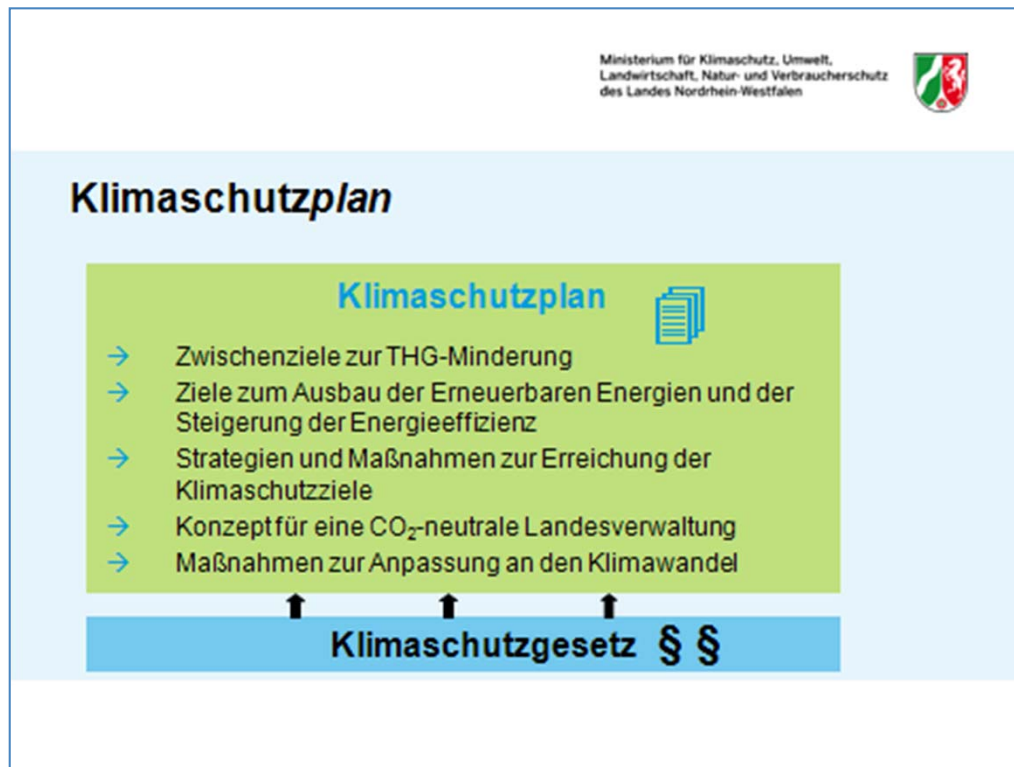 Ministerium für Klimaschutz, Umwelt,
Landwirtschaft, Natur- und Verbraucherschutz
des Landes Nordrhein-Westfalen
Klimaschutzplan
Klimaschutzplan
→ Zwischenziele zur THG-Minderung
→ Ziele zum Ausbau der Erneuerbaren Energien und der
Steigerung der Energieeffizienz
→ Strategien und Maßnahmen zur Erreichung der
Klimaschutzziele
→ Konzept für eine CO₂-neutrale Landesverwaltung
→ Maßnahmen zur Anpassung an den Klimawandel
Klimaschutzgesetz § §